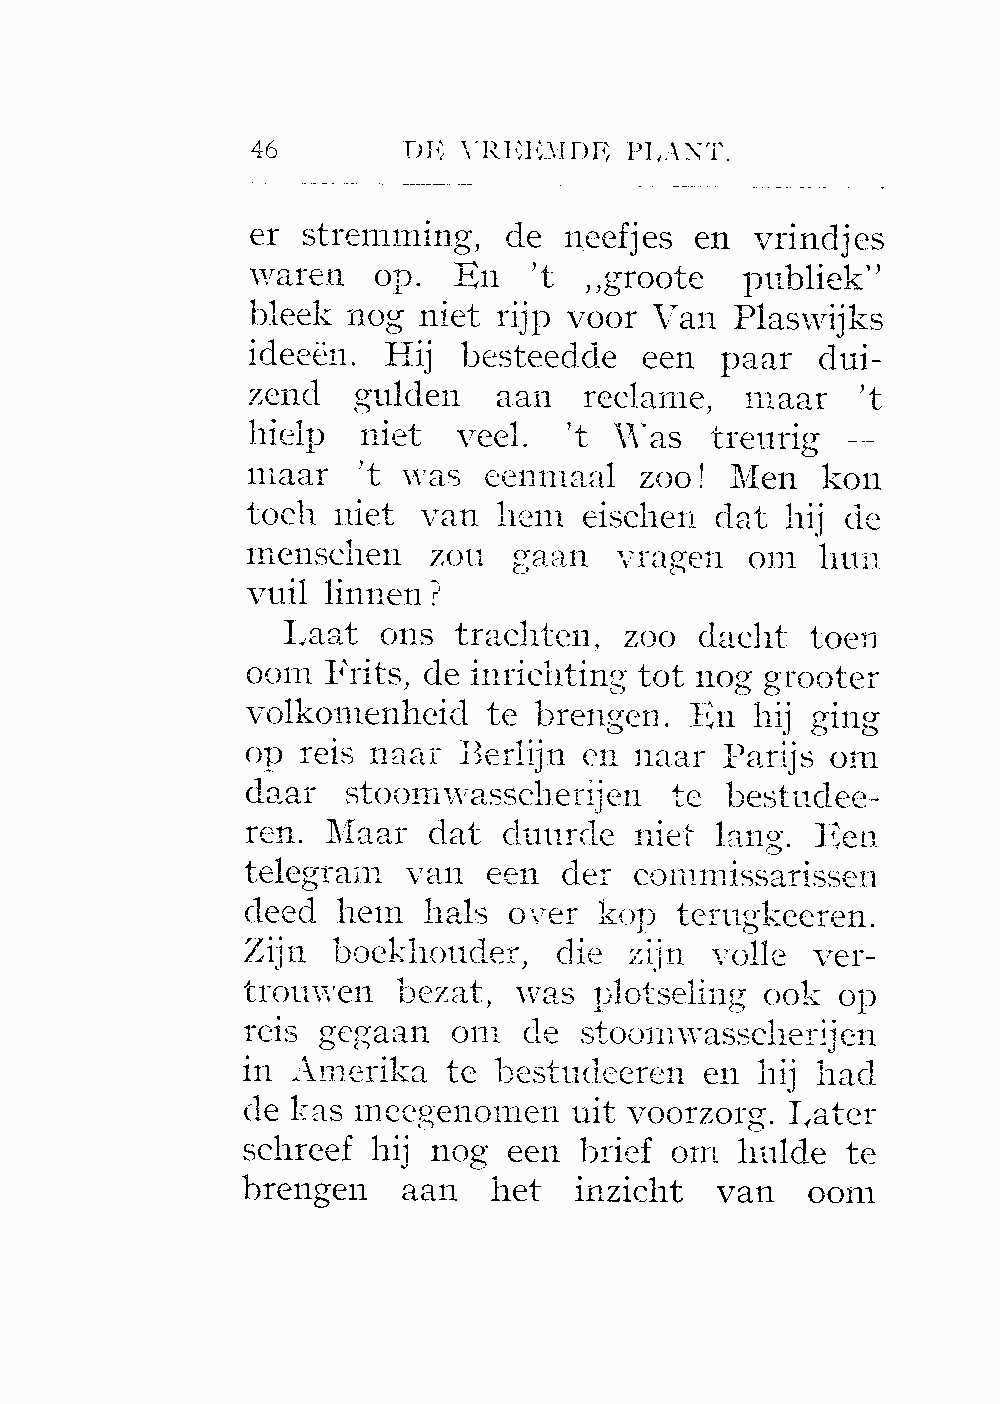 46 DE VREEMDE PLANT.
er stremming, de neefjes en vrindjes
waren op. En 't „groote publiek”
bleek nog niet rijp voor Van Plaswijks
ideeën. Hij besteedde een paar dui-
zend gulden aan reclame, maar 't
hielp niet veel. 't Was treurig —
maar 't was eenmaal zoo! Men kon
toch niet van hem eischen dat hij de
menschen zou gaan vragen om hun
vuil linnen?
Laat ons trachten, zoo dacht toen
oom Frits, de inrichting tot nog grooter
volkomenheid te brengen. En hij ging
op reis naar Berlijn en naar Parijs om
daar stoomwasscherijen te bestudee-
ren. Maar dat duurde niet lang. Een
telegram van een der commissarissen
deed hem hals over kop terugkeeren.
Zijn boekhouder, die zijn volle ver-
trouwen bezat, was plotseling ook op
reis gegaan om de stoomwasscherijen
in Amerika te bestudeeren en hij had
de kas meegenomen uit voorzorg. Later
schreef hij nog een brief om hulde te
brengen aan het inzicht van oom